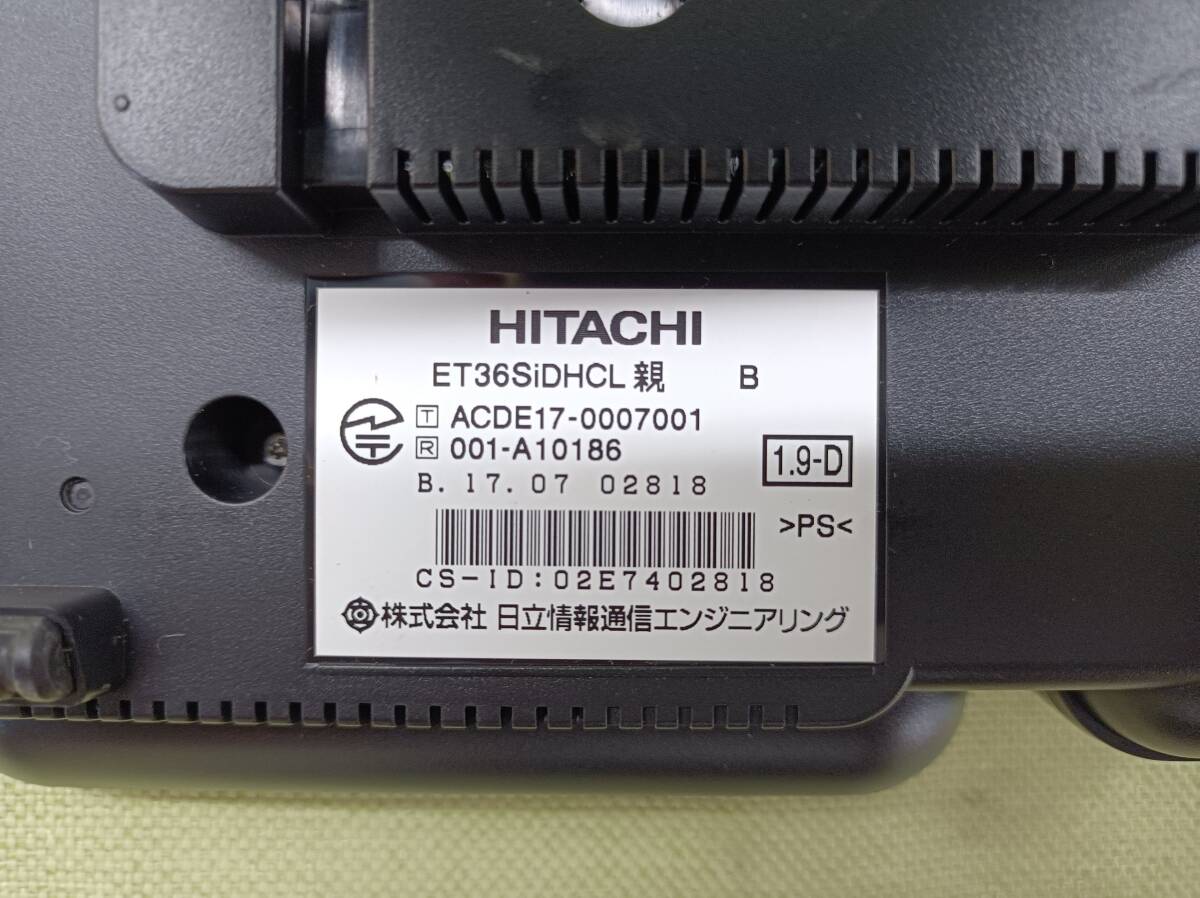 HITACHI
ET36SiDHCL 親 B
T ACDE17-0007001
R 001-A10186
1.9-D
B. 17. 07 02818
>PS<
CS-ID:02E7402818
株式会社 日立情報通信エンジニアリング